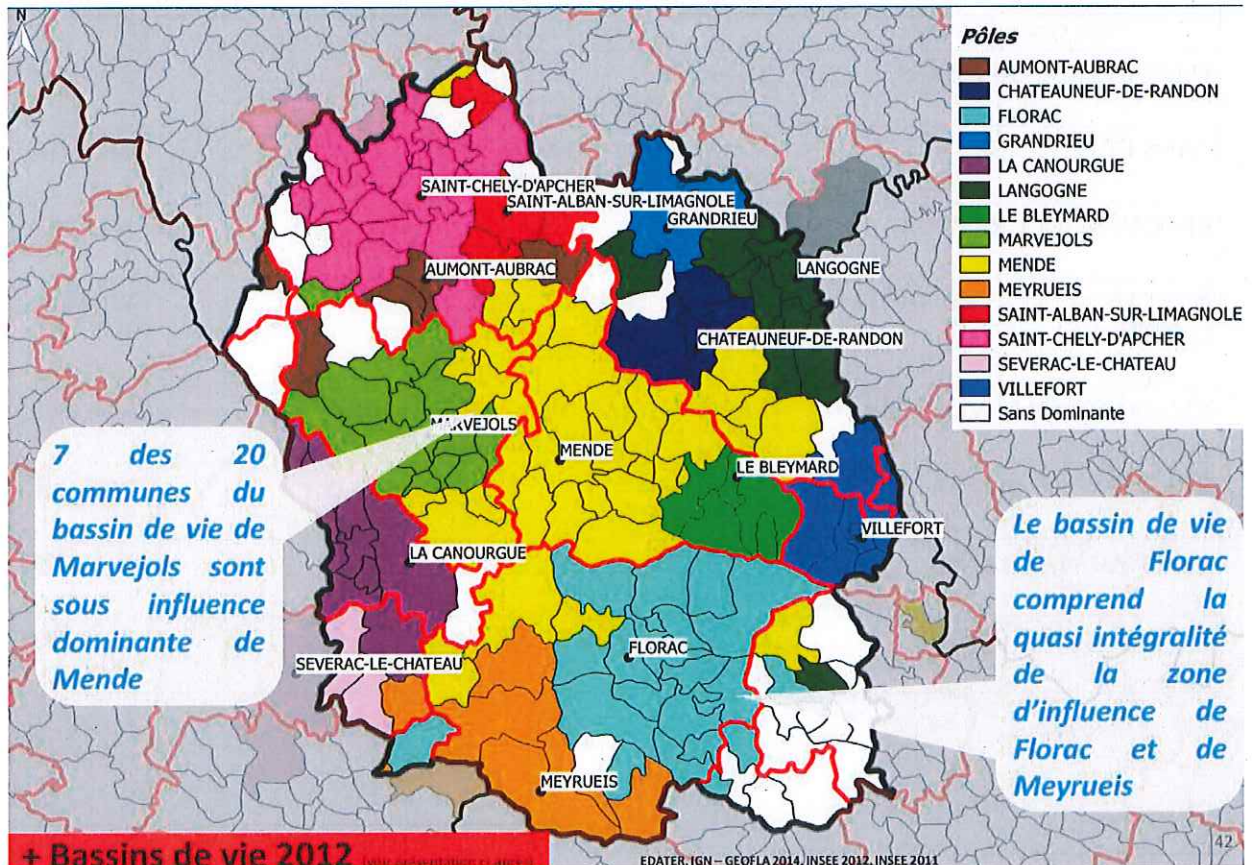 N
Pôles
AUMONT-AUBRAC
CHATEAUNEUF-DE-RANDON
FLORAC
GRANDRIEU
LA CANOURGUE
LANGOGNE
LE BLEYMARD
MARVEJOLS
MENDE
MEYRUEIS
SAINT-ALBAN-SUR-LIMAGNOLE
SAINT-CHELY-D'APCHER
SEVERAC-LE-CHATEAU
VILLEFORT
Sans Dominante
SAINT-CHELY-D'APCHER
SAINT-ALBAN-SUR-LIMAGNOLE
GRANDRIEU
LANGOGNE
AUMONT-AUBRAC
CHATEAUNEUF-DE-RANDON
MARVEJOLS
MENDE
LE BLEYMARD
VILLEFORT
LA CANOURGUE
FLORAC
SEVERAC-LE-CHATEAU
MEYRUEIS
7 des 20
communes du
bassin de vie de
Marvejols sont
sous influence
dominante de
Mende
Le bassin de vie
de Florac
comprend la
quasi intégralité
de la zone
d'influence de
Florac et de
Meyrueis
+ Bassins de vie 2012
EDATER, IGN – GEOFLA 2014, INSEE 2012, INSEE 2011
42